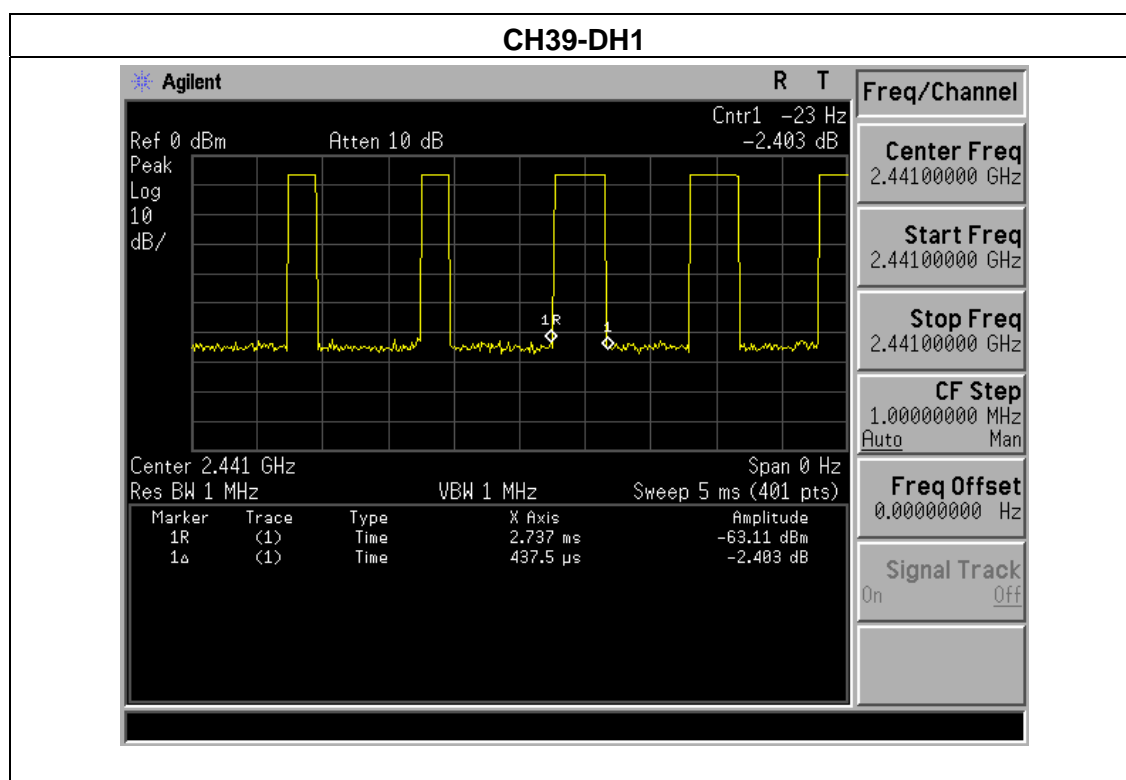 CH39-DH1
Agilent R T
Cntr1 -23 Hz
Ref 0 dBm Atten 10 dB -2.403 dB
Peak
Log
10
dB/
1R
1
Center 2.441 GHz Span 0 Hz
Res BW 1 MHz VBW 1 MHz Sweep 5 ms (401 pts)
Marker Trace Type X Axis Amplitude
1R (1) Time 2.737 ms -63.11 dBm
1Δ (1) Time 437.5 µs -2.403 dB
Freq/Channel
Center Freq
2.44100000 GHz
Start Freq
2.44100000 GHz
Stop Freq
2.44100000 GHz
CF Step
1.00000000 MHz
Auto Man
Freq Offset
0.00000000 Hz
Signal Track
On Off